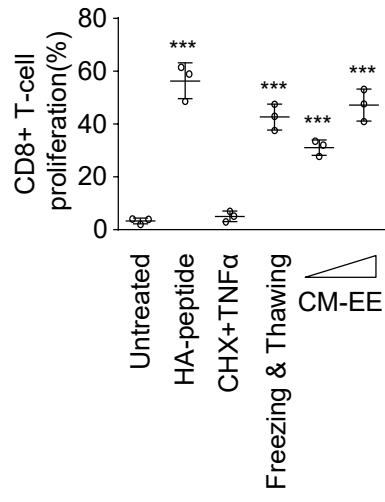 CD8+ T-cell
proliferation(%)
80
60
40
20
0
***
***
***
***
Untreated
HA-peptide
CHX+TNFα
Freezing & Thawing
CM-EE